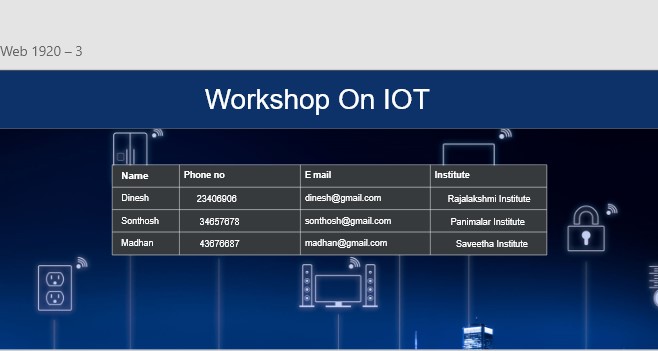 Web 1920 – 3
Workshop On IOT
Name Phone no E mail Institute
Dinesh 23406906 dinesh@gmail.com Rajalakshmi Institute
Sonthosh 34657678 sonthosh@gmail.com Panimalar Institute
Madhan 43676687 madhan@gmail.com Saveetha Institute